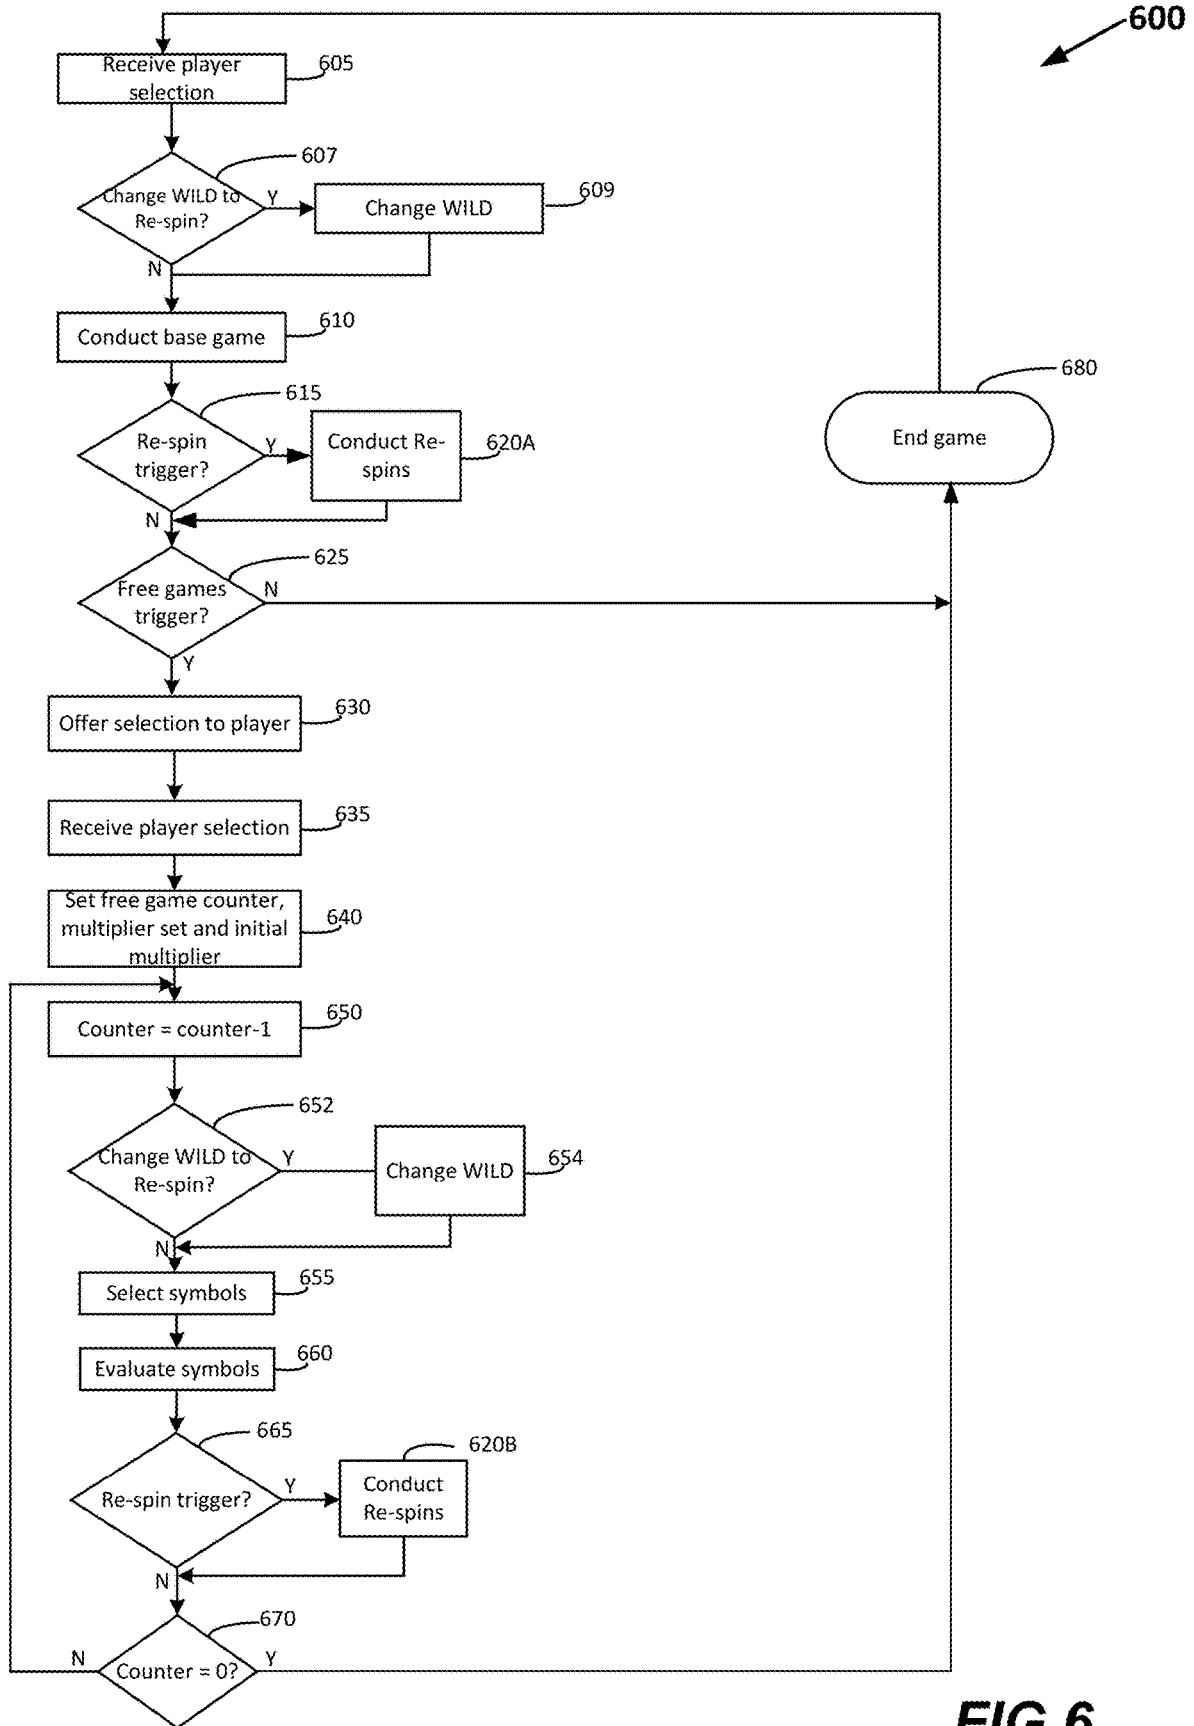 600
Receive player
selection
605
607
Change WILD to
Re-spin?
Y
Change WILD
609
N
Conduct base game
610
615
Re-spin
trigger?
Y
Conduct Re-
spins
620A
680
End game
N
625
Free games
trigger?
N
Y
Offer selection to player
630
Receive player selection
635
Set free game counter,
multiplier set and initial
multiplier
640
Counter = counter-1
650
652
Change WILD to
Re-spin?
Y
Change WILD
654
N
Select symbols
655
Evaluate symbols
660
665
Re-spin trigger?
Y
620B
Conduct
Re-spins
N
670
N
Counter = 0?
Y
FIG 6